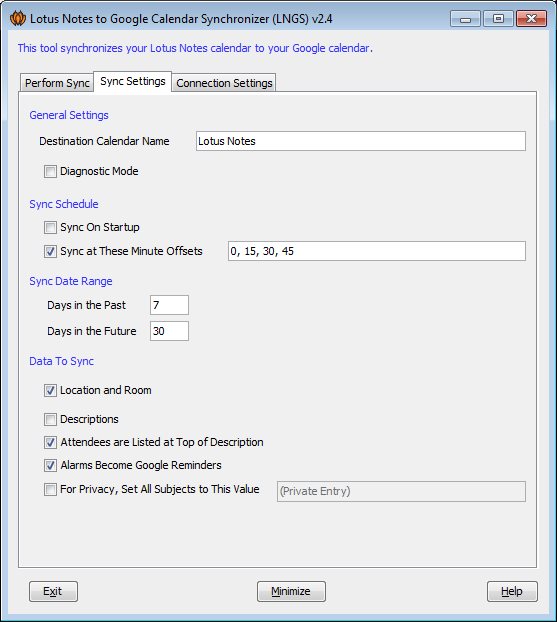 Lotus Notes to Google Calendar Synchronizer (LNGS) v2.4
This tool synchronizes your Lotus Notes calendar to your Google calendar.
Perform Sync Sync Settings Connection Settings
General Settings
Destination Calendar Name Lotus Notes
Diagnostic Mode
Sync Schedule
Sync On Startup
Sync at These Minute Offsets 0, 15, 30, 45
Sync Date Range
Days in the Past 7
Days in the Future 30
Data To Sync
Location and Room
Descriptions
Attendees are Listed at Top of Description
Alarms Become Google Reminders
For Privacy, Set All Subjects to This Value (Private Entry)
Exit Minimize Help